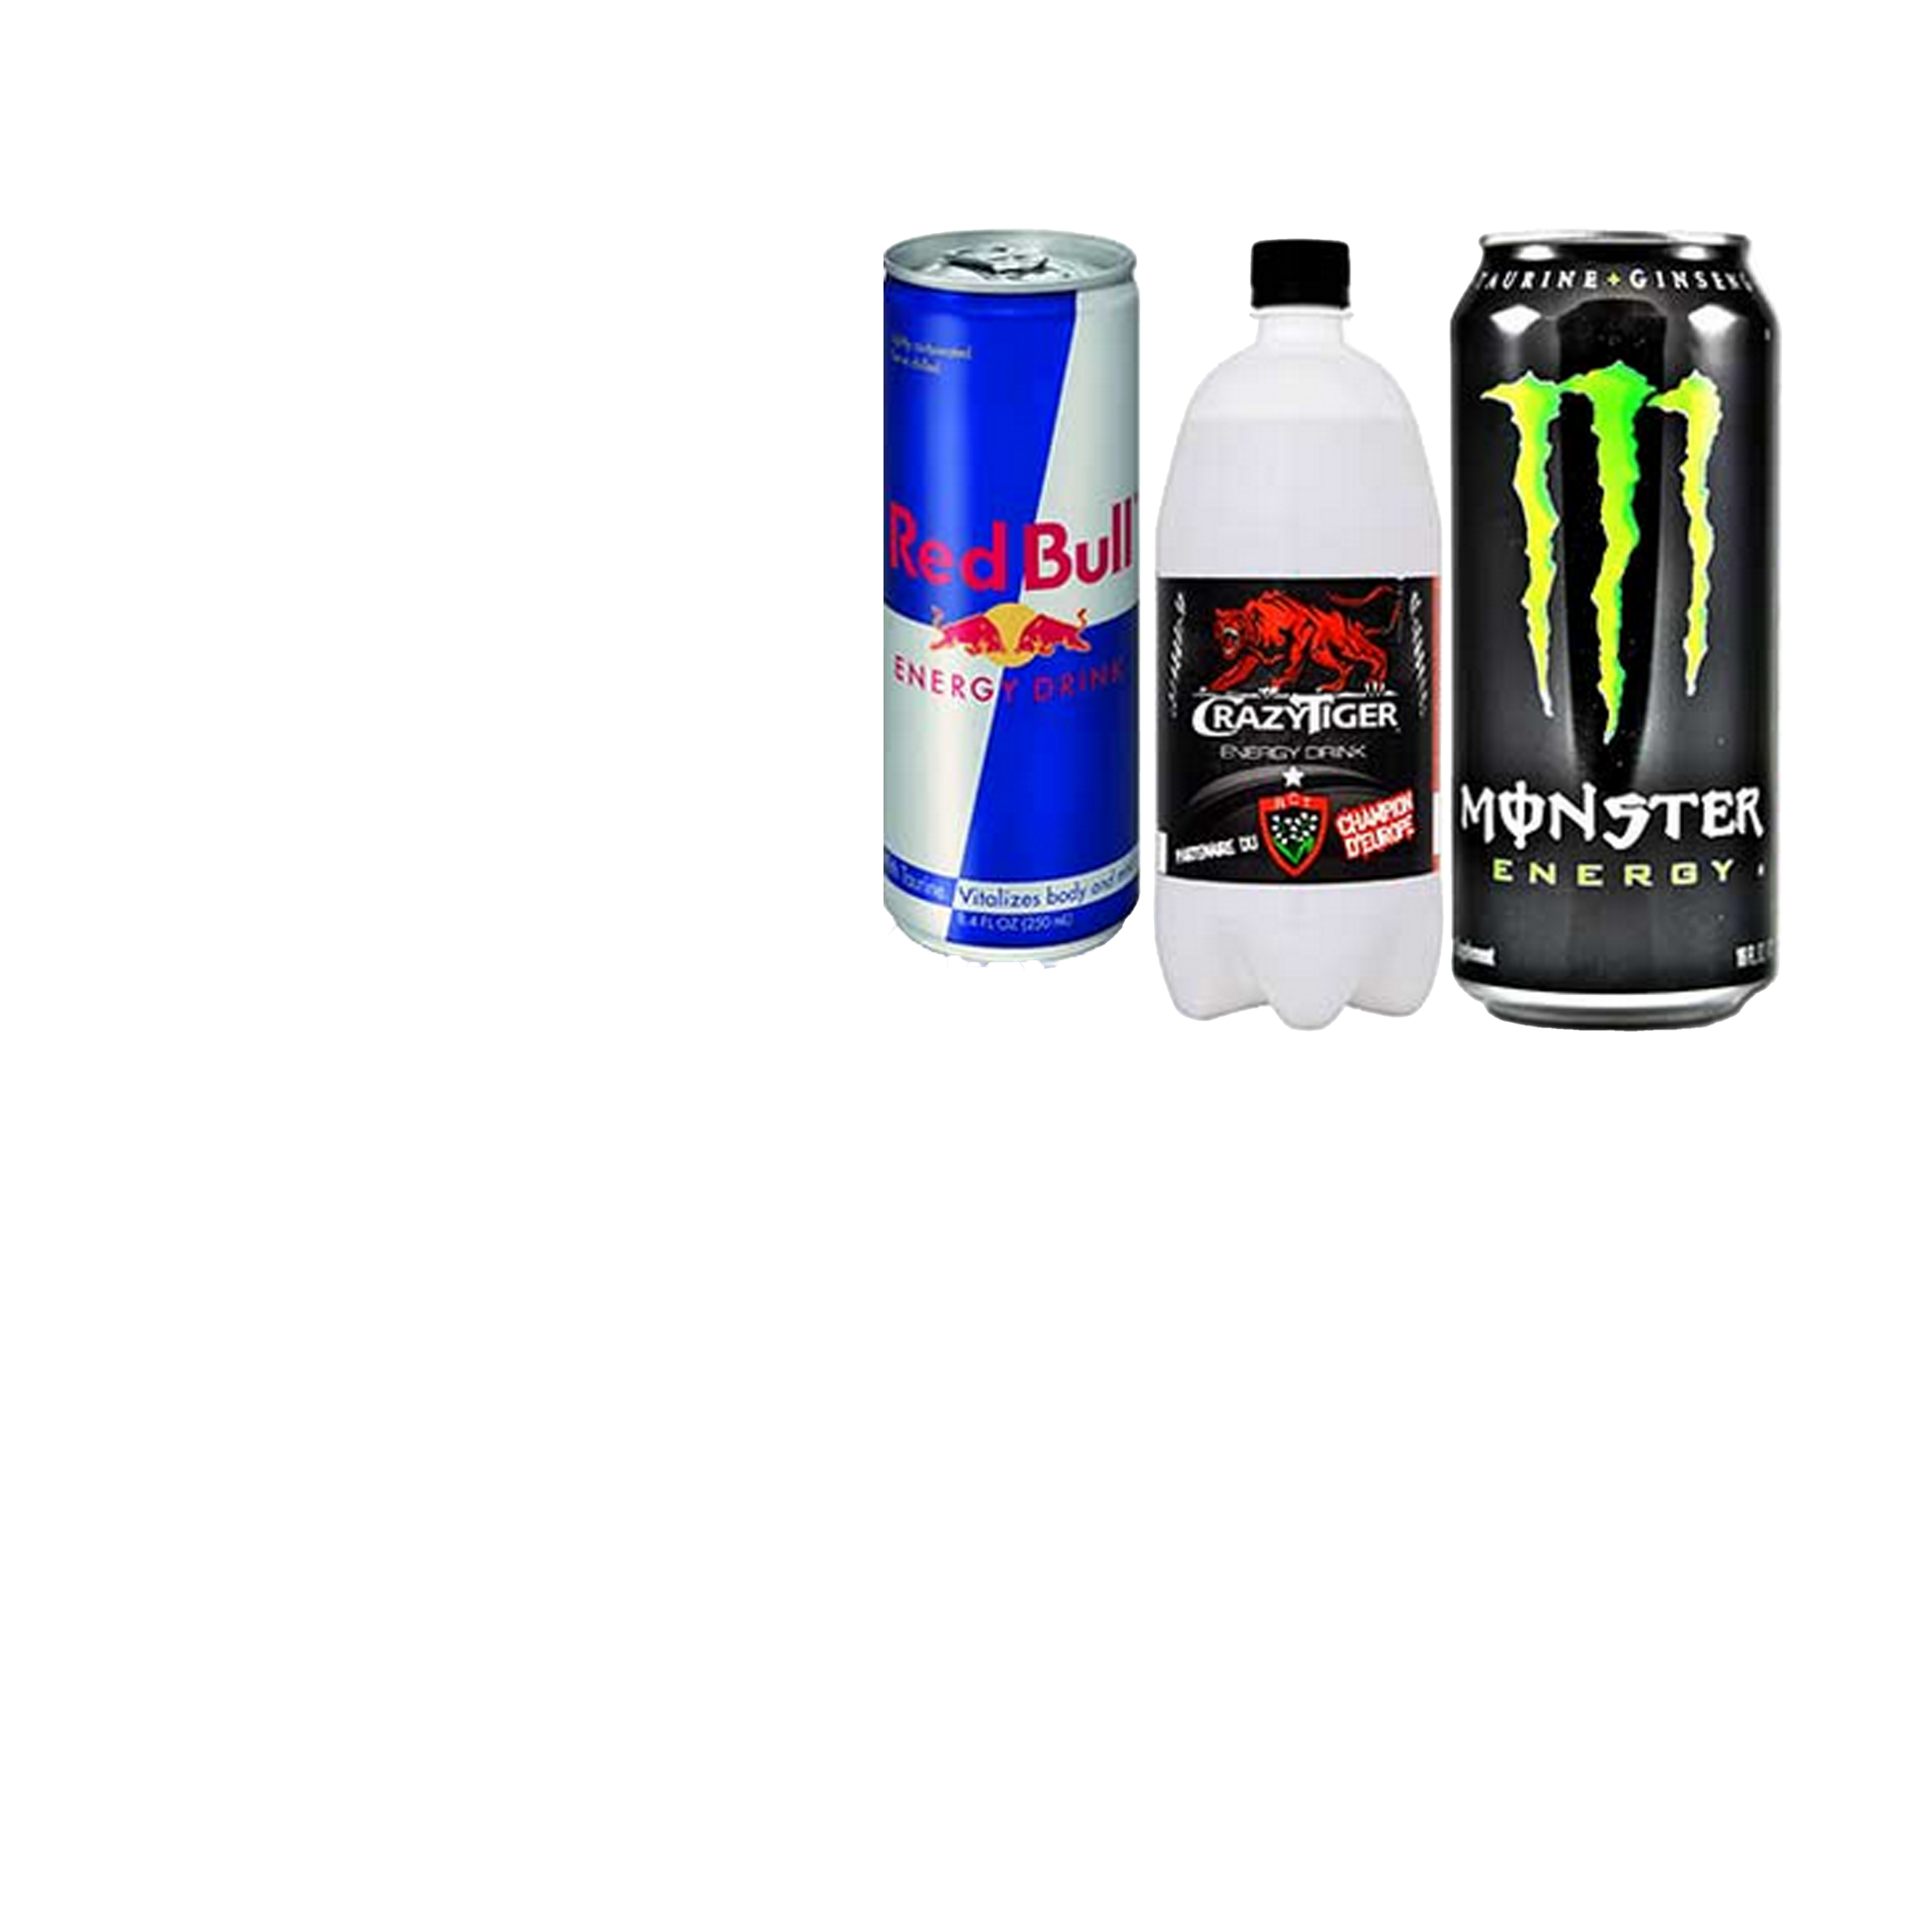 Red Bull
ENERGY DRINK
Taurine
Vitalizes body and
8.4 FL OZ (250 mL)
CRAZYTIGER
ENERGY DRINK
RCT
PARTENAIRE DU
CHAMPION
D'EUROPE
TAURINE+GINSENG
MONSTER
ENERGY